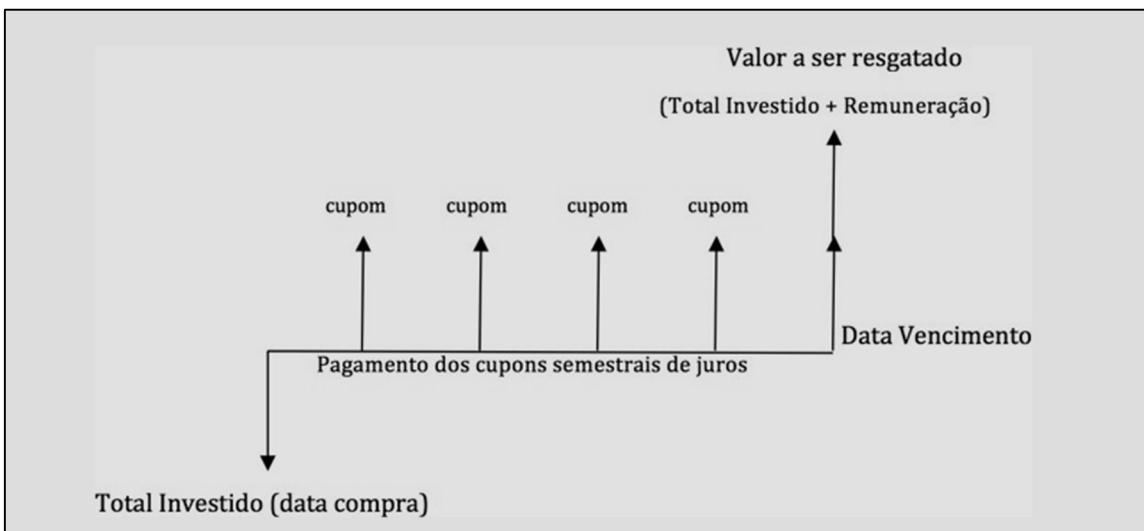 Valor a ser resgatado
(Total Investido + Remuneração)
cupom cupom cupom cupom
Data Vencimento
Pagamento dos cupons semestrais de juros
Total Investido (data compra)